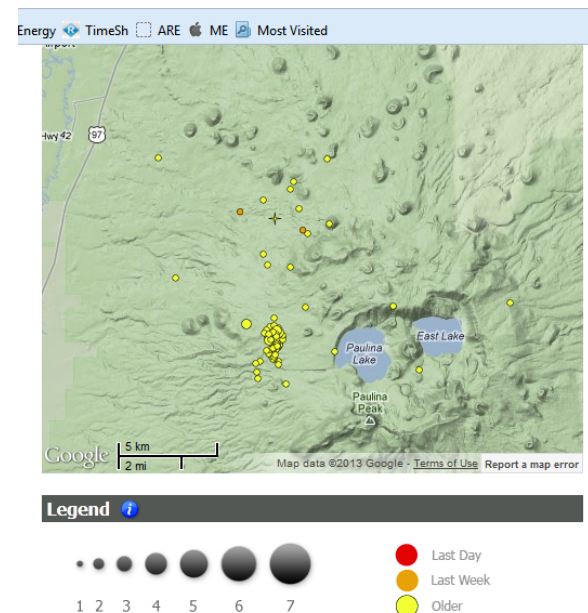 Energy TimeSh ARE ME Most Visited
Airport
Hwy 42
97
East Lake
Paulina
Lake
Paulina
Peak
5 km
2 mi
Google
Map data ©2013 Google - Terms of Use Report a map error
Legend i
Last Day
Last Week
Older
1 2 3 4 5 6 7